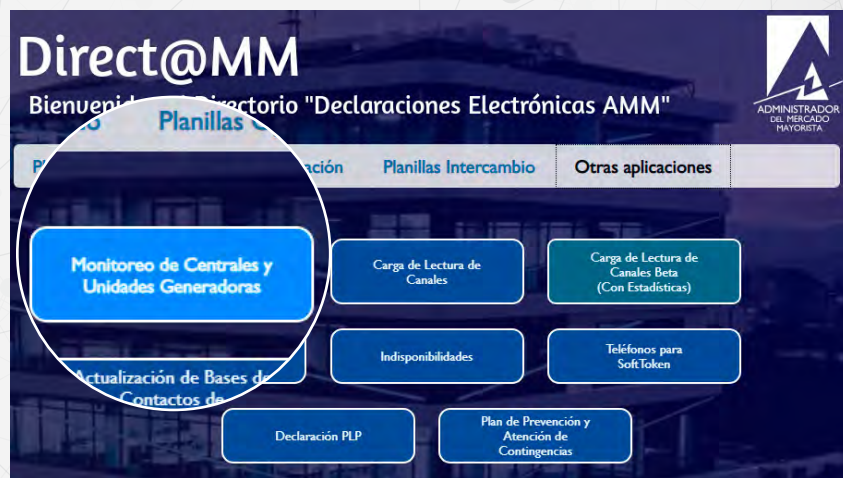 Direct@MM
Bienvenid Directorio "Declaraciones Electrónicas AMM"
ADMINISTRADOR
DEL MERCADO
MAYORISTA
Planillas
ación
Planillas Intercambio
Otras aplicaciones
Monitoreo de Centrales y
Unidades Generadoras
Carga de Lectura de
Canales
Carga de Lectura de
Canales Beta
(Con Estadísticas)
Actualización de Bases de
Contactos de
Indisponibilidades
Teléfonos para
SoftToken
Declaración PLP
Plan de Prevención y
Atención de
Contingencias